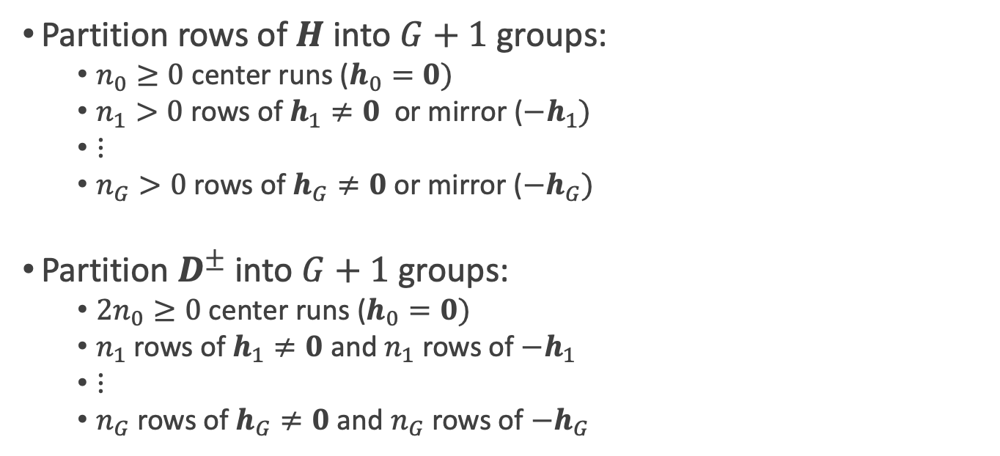 • Partition rows of 𝑯 into 𝐺 + 1 groups:
• 𝑛₀ ≥ 0 center runs (𝒉₀ = 𝟎)
• 𝑛₁ > 0 rows of 𝒉₁ ≠ 𝟎 or mirror (−𝒉₁)
• ⋮
• 𝑛_𝐺 > 0 rows of 𝒉_𝐺 ≠ 𝟎 or mirror (−𝒉_𝐺)
• Partition 𝑫^± into 𝐺 + 1 groups:
• 2𝑛₀ ≥ 0 center runs (𝒉₀ = 𝟎)
• 𝑛₁ rows of 𝒉₁ ≠ 𝟎 and 𝑛₁ rows of −𝒉₁
• ⋮
• 𝑛_𝐺 rows of 𝒉_𝐺 ≠ 𝟎 and 𝑛_𝐺 rows of −𝒉_𝐺